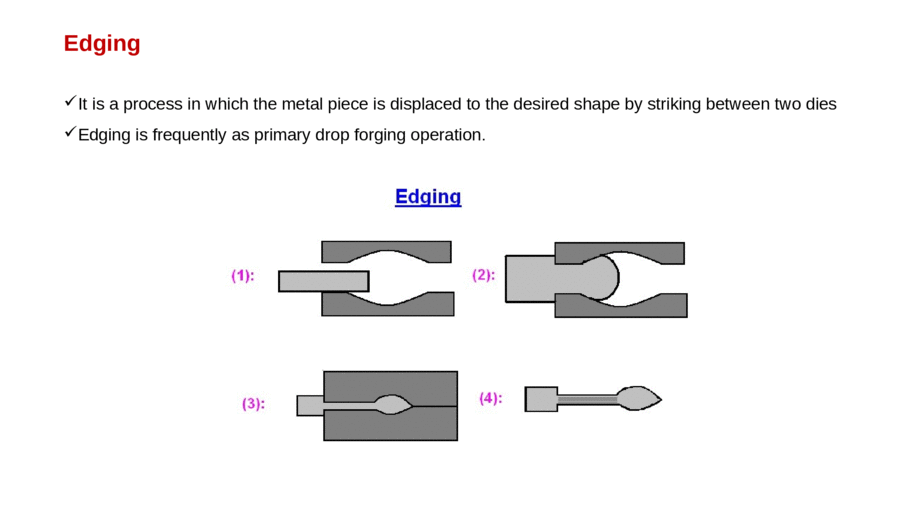 Edging
✓It is a process in which the metal piece is displaced to the desired shape by striking between two dies
✓Edging is frequently as primary drop forging operation.
Edging
(1):
(2):
(3):
(4):